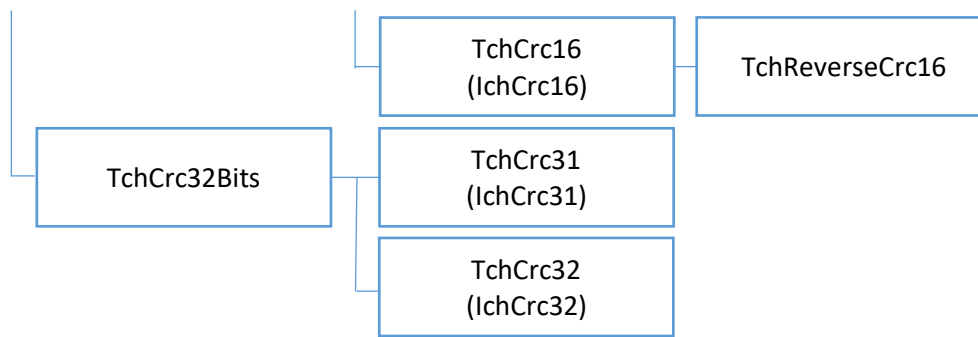 TchCrc16
(IchCrc16)
TchReverseCrc16
TchCrc32Bits
TchCrc31
(IchCrc31)
TchCrc32
(IchCrc32)